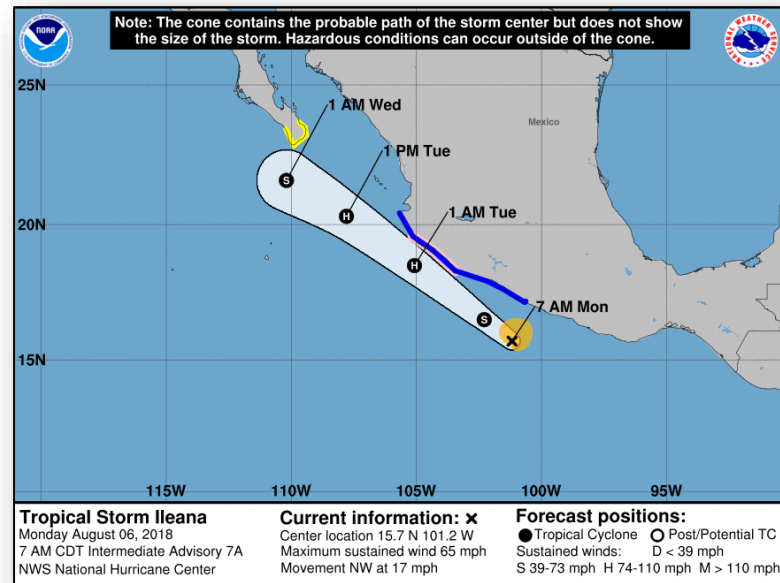 Note: The cone contains the probable path of the storm center but does not show
the size of the storm. Hazardous conditions can occur outside of the cone.
NOAA
NATIONAL WEATHER SERVICE
25N
1 AM Wed
Mexico
1 PM Tue
S
20N
H
1 AM Tue
H
7 AM Mon
S
15N
115W
110W
105W
100W
95W
Tropical Storm Ileana
Monday August 06, 2018
7 AM CDT Intermediate Advisory 7A
NWS National Hurricane Center
Current information: ×
Center location 15.7 N 101.2 W
Maximum sustained wind 65 mph
Movement NW at 17 mph
Forecast positions:
● Tropical Cyclone ○ Post/Potential TC
Sustained winds: D < 39 mph
S 39-73 mph H 74-110 mph M > 110 mph